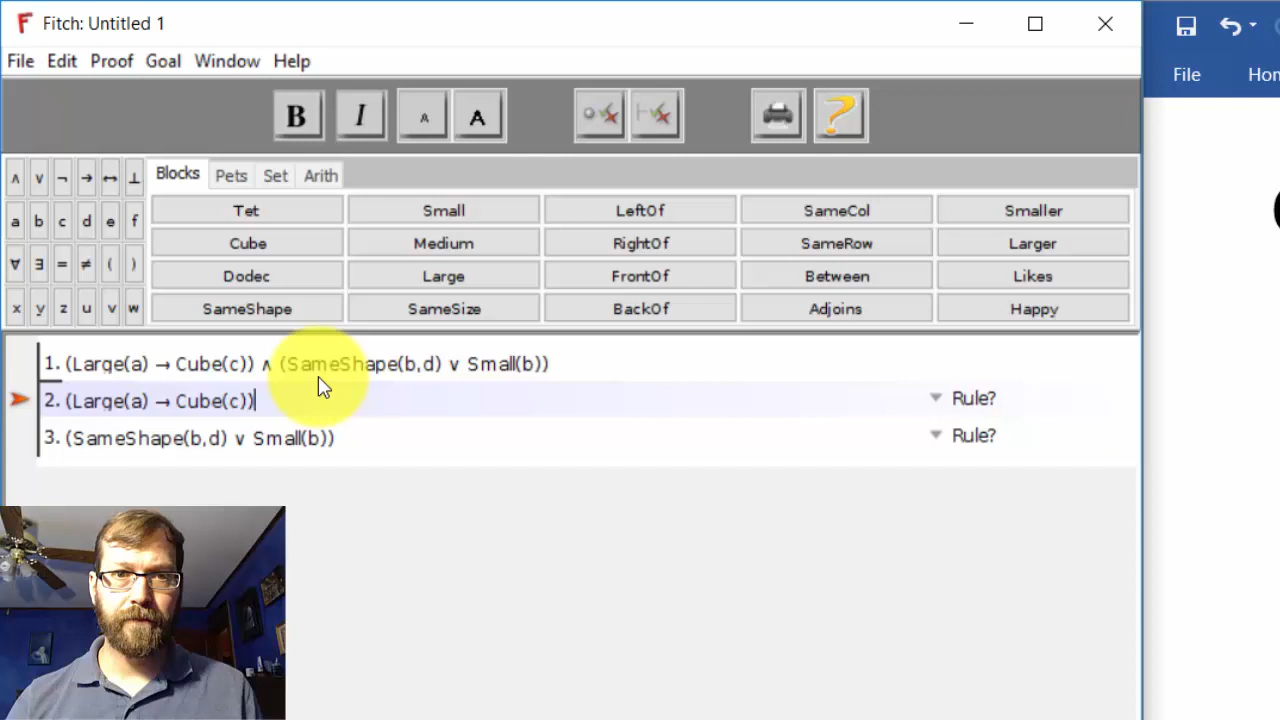 Fitch: Untitled 1
File Edit Proof Goal Window Help
File Hom
B I A A
∧ ∨ ¬ → ↔ ⊥
a b c d e f
∀ ∃ = ≠ ( )
x y z u v w
Blocks Pets Set Arith
Tet Small LeftOf SameCol Smaller
Cube Medium RightOf SameRow Larger
Dodec Large FrontOf Between Likes
SameShape SameSize BackOf Adjoins Happy
1. (Large(a) → Cube(c)) ∧ (SameShape(b,d) ∨ Small(b))
2. (Large(a) → Cube(c)) Rule?
3. (SameShape(b,d) ∨ Small(b)) Rule?